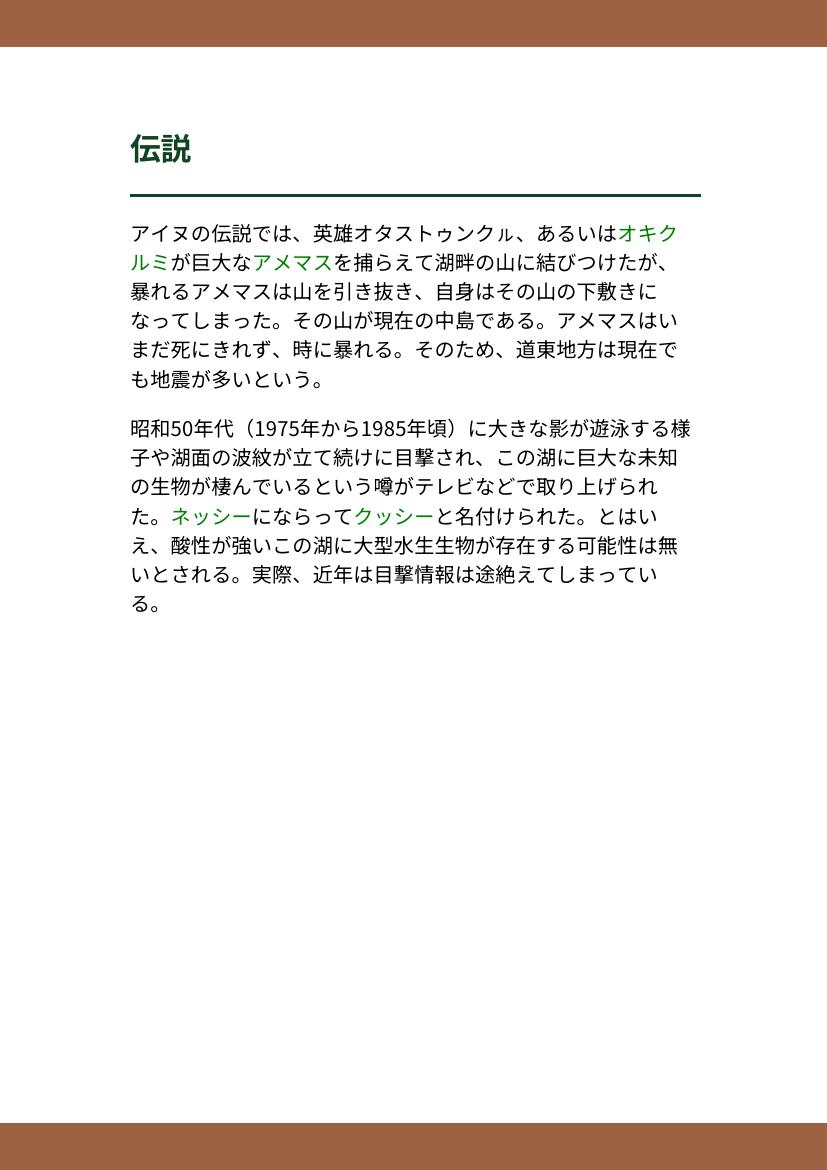 伝説
アイヌの伝説では、英雄オタストゥンクㇽ、あるいはオキク
ルミが巨大なアメマスを捕らえて湖畔の山に結びつけたが、
暴れるアメマスは山を引き抜き、自身はその山の下敷きに
なってしまった。その山が現在の中島である。アメマスはい
まだ死にきれず、時に暴れる。そのため、道東地方は現在で
も地震が多いという。
昭和50年代（1975年から1985年頃）に大きな影が遊泳する様
子や湖面の波紋が立て続けに目撃され、この湖に巨大な未知
の生物が棲んでいるという噂がテレビなどで取り上げられ
た。ネッシーにならってクッシーと名付けられた。とはい
え、酸性が強いこの湖に大型水生生物が存在する可能性は無
いとされる。実際、近年は目撃情報は途絶えてしまってい
る。